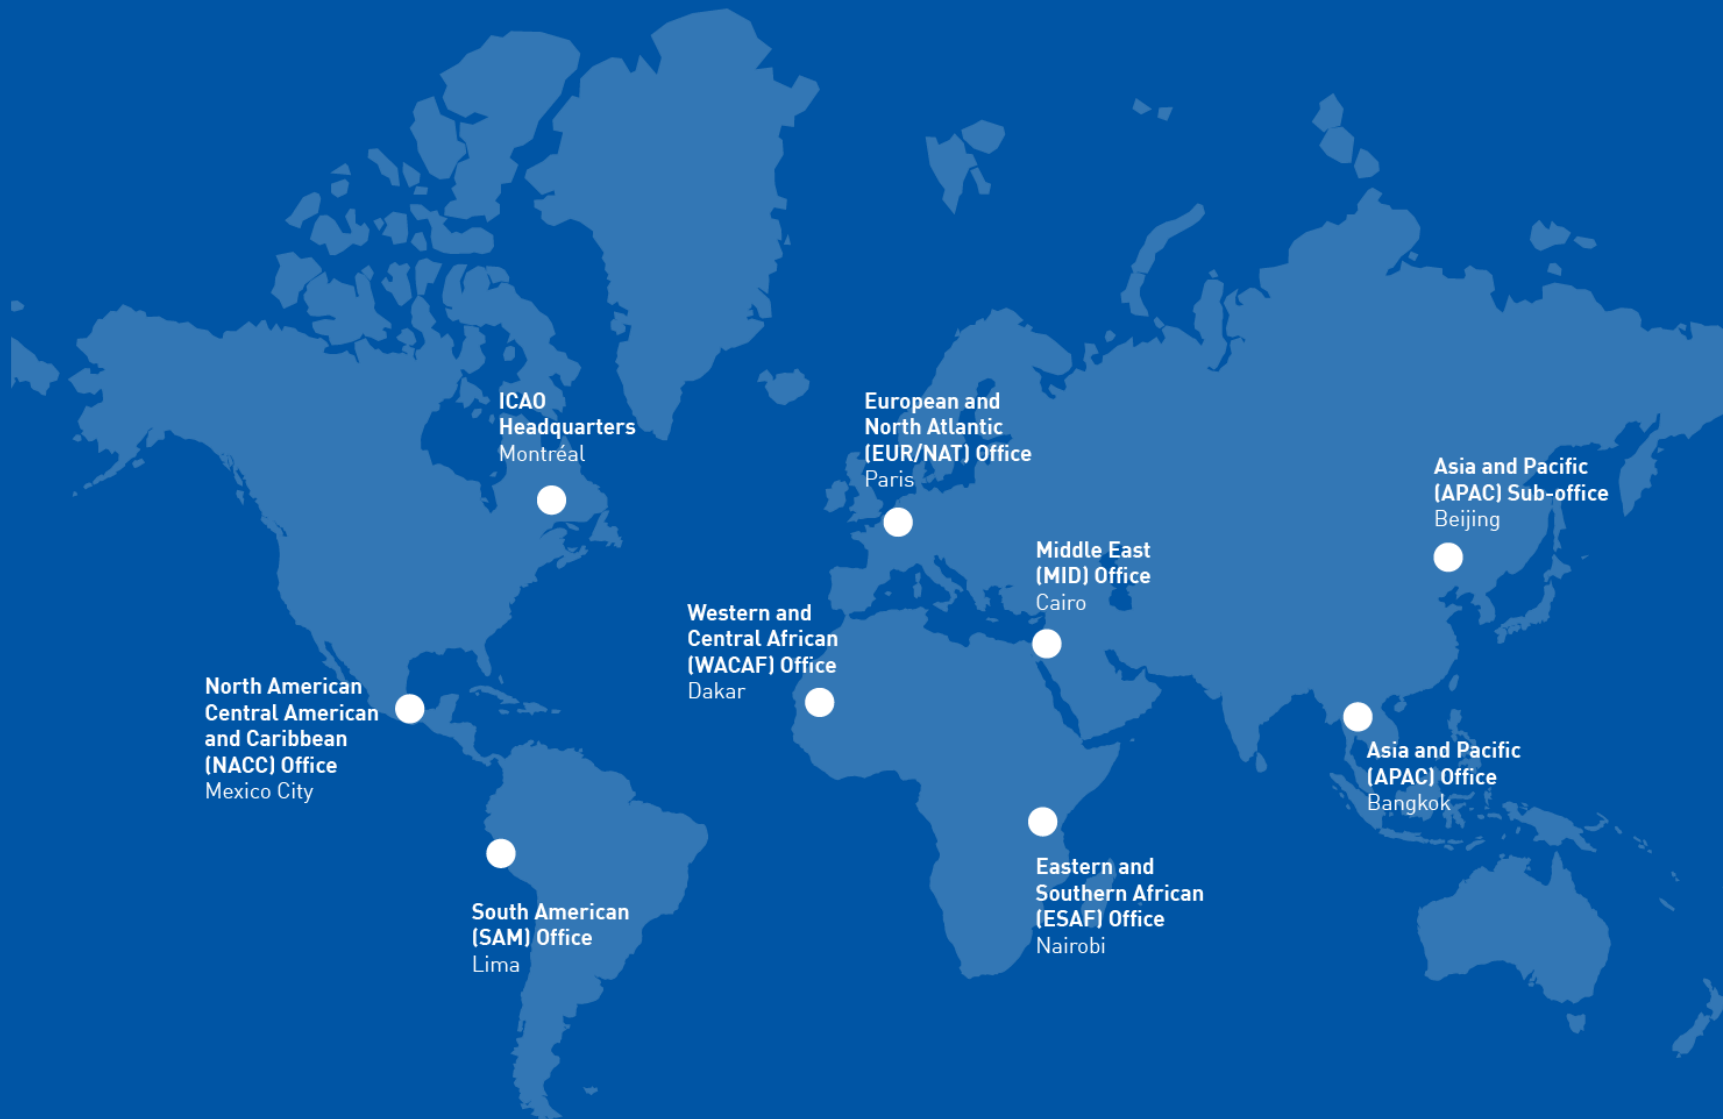 ICAO
Headquarters
Montréal
European and
North Atlantic
(EUR/NAT) Office
Paris
Asia and Pacific
(APAC) Sub-office
Beijing
Middle East
(MID) Office
Cairo
Western and
Central African
(WACAF) Office
Dakar
North American
Central American
and Caribbean
(NACC) Office
Mexico City
Asia and Pacific
(APAC) Office
Bangkok
Eastern and
Southern African
(ESAF) Office
Nairobi
South American
(SAM) Office
Lima